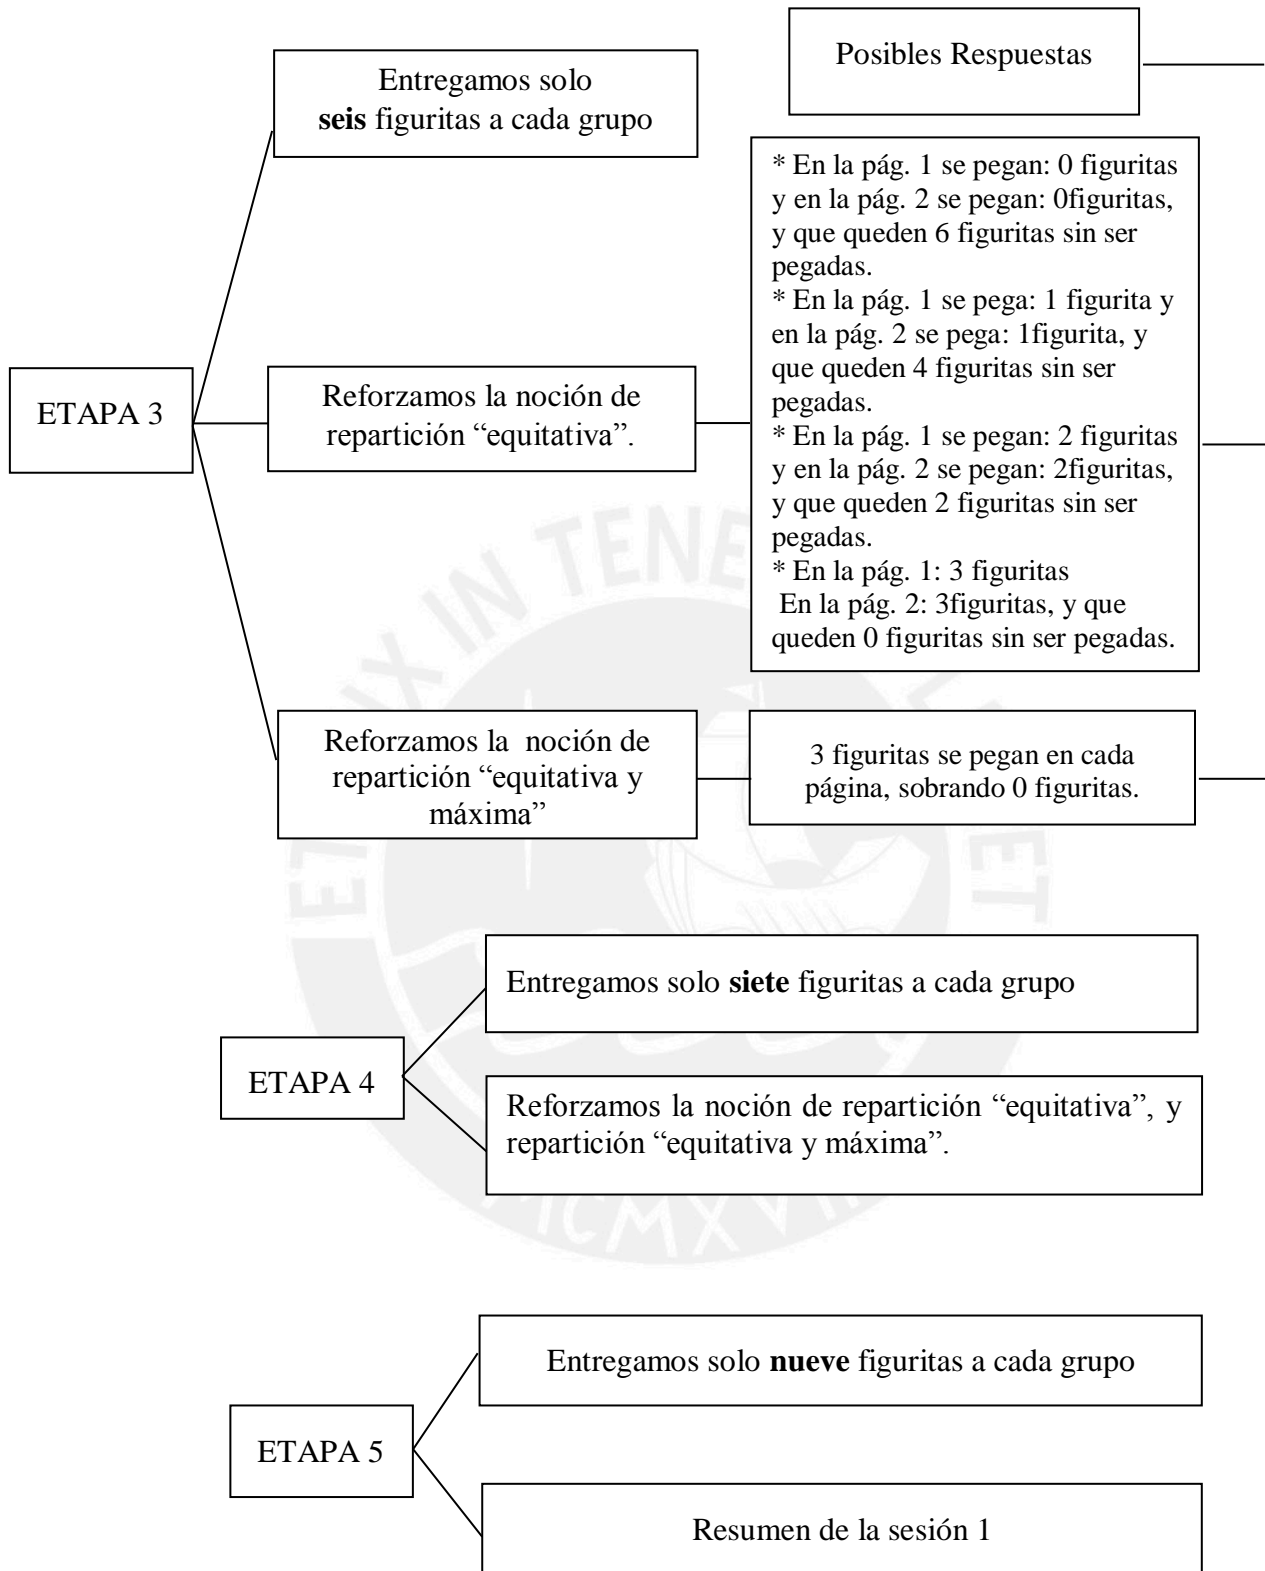 Posibles Respuestas
Entregamos solo
seis figuritas a cada grupo
* En la pág. 1 se pegan: 0 figuritas
y en la pág. 2 se pegan: 0figuritas,
y que queden 6 figuritas sin ser
pegadas.
* En la pág. 1 se pega: 1 figurita y
en la pág. 2 se pega: 1figurita, y
que queden 4 figuritas sin ser
pegadas.
* En la pág. 1 se pegan: 2 figuritas
y en la pág. 2 se pegan: 2figuritas,
y que queden 2 figuritas sin ser
pegadas.
* En la pág. 1: 3 figuritas
En la pág. 2: 3figuritas, y que
queden 0 figuritas sin ser pegadas.
ETAPA 3
Reforzamos la noción de
repartición “equitativa”.
Reforzamos la noción de
repartición “equitativa y
máxima”
3 figuritas se pegan en cada
página, sobrando 0 figuritas.
ETAPA 4
Entregamos solo siete figuritas a cada grupo
Reforzamos la noción de repartición “equitativa”, y
repartición “equitativa y máxima”.
ETAPA 5
Entregamos solo nueve figuritas a cada grupo
Resumen de la sesión 1